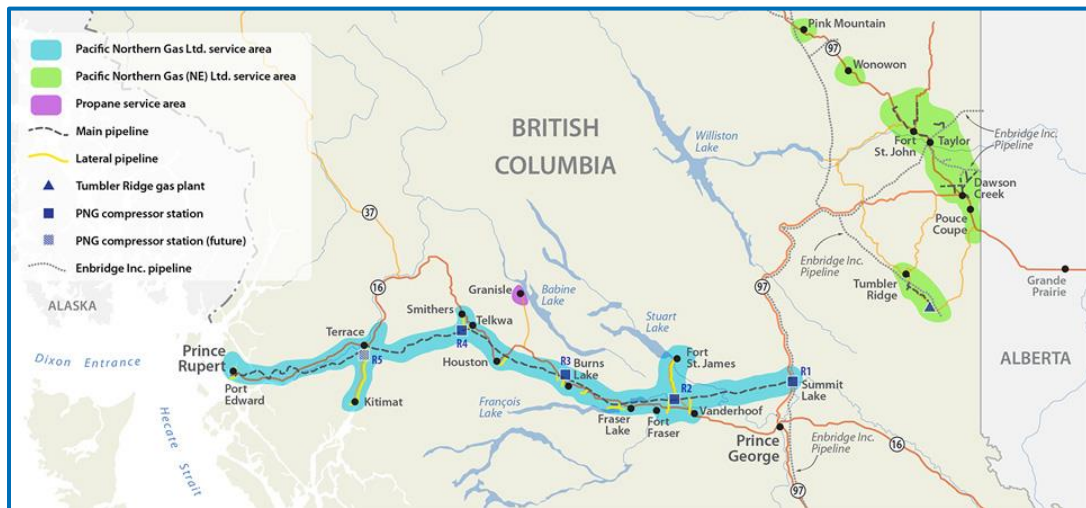 Pacific Northern Gas Ltd. service area
Pacific Northern Gas (NE) Ltd. service area
Propane service area
Main pipeline
Lateral pipeline
Tumbler Ridge gas plant
PNG compressor station
PNG compressor station (future)
Enbridge Inc. pipeline
BRITISH
COLUMBIA
Williston
Lake
Pink Mountain
97
Wonowon
Fort
St. John
Taylor
Enbridge Inc.
Pipeline
Dawson
Creek
Pouce
Coupe
Enbridge Inc.
Pipeline
Tumbler
Ridge
Grande
Prairie
ALBERTA
ALASKA
37
16
Granisle
Babine
Lake
Smithers
Telkwa
R4
Stuart
Lake
97
Terrace
R5
Dixon Entrance
Prince
Rupert
Port
Edward
Kitimat
Houston
R3
Burns
Lake
Fort
St. James
R2
R1
Summit
Lake
Hecate Strait
François
Lake
Fraser
Lake
Fort
Fraser
Vanderhoof
Prince
George
Enbridge Inc.
Pipeline
16
97